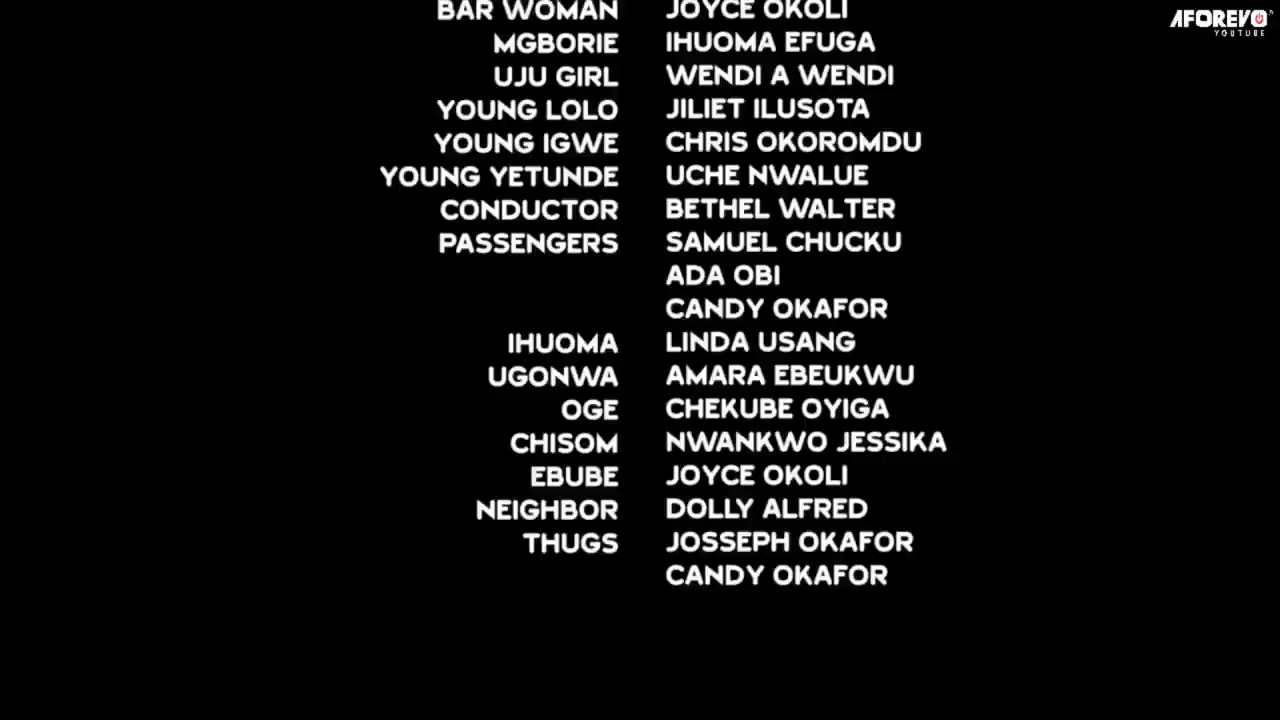 BAR WOMAN JOYCE OKOLI
MGBORIE IHUOMA EFUGA
UJU GIRL WENDI A WENDI
YOUNG LOLO JILIET ILUSOTA
YOUNG IGWE CHRIS OKOROMDU
YOUNG YETUNDE UCHE NWALUE
CONDUCTOR BETHEL WALTER
PASSENGERS SAMUEL CHUCKU
ADA OBI
CANDY OKAFOR
IHUOMA LINDA USANG
UGONWA AMARA EBEUKWU
OGE CHEKUBE OYIGA
CHISOM NWANKWO JESSIKA
EBUBE JOYCE OKOLI
NEIGHBOR DOLLY ALFRED
THUGS JOSSEPH OKAFOR
CANDY OKAFOR
AFOREVO
YOUTUBE